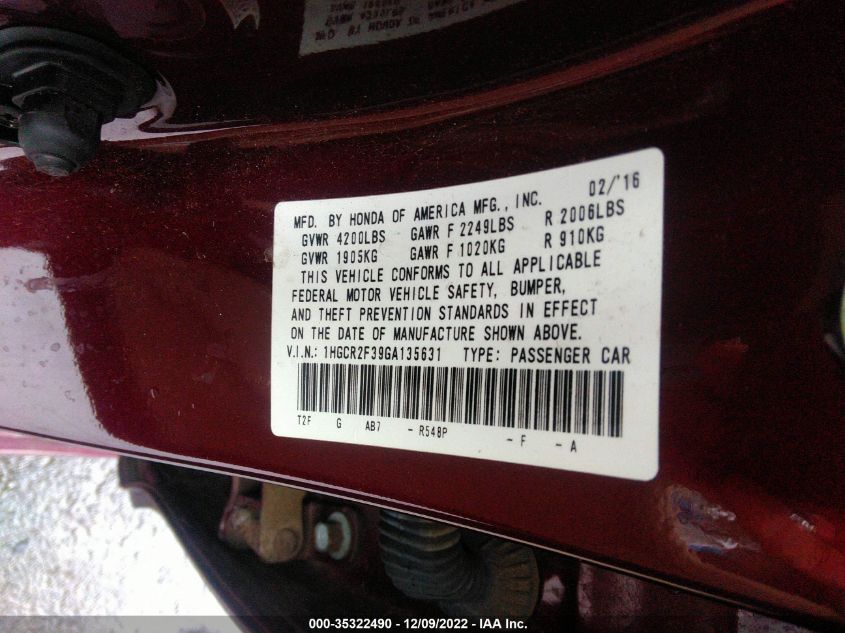 02/'16
MFD. BY HONDA OF AMERICA MFG., INC.
GVWR 4200LBS GAWR F 2249LBS R 2006LBS
GVWR 1905KG GAWR F 1020KG R 910KG
THIS VEHICLE CONFORMS TO ALL APPLICABLE
FEDERAL MOTOR VEHICLE SAFETY, BUMPER,
AND THEFT PREVENTION STANDARDS IN EFFECT
ON THE DATE OF MANUFACTURE SHOWN ABOVE.
V.I.N.: 1HGCR2F39GA135631 TYPE: PASSENGER CAR
T2F G AB7 - R548P - F - A
000-35322490 - 12/09/2022 - IAA Inc.